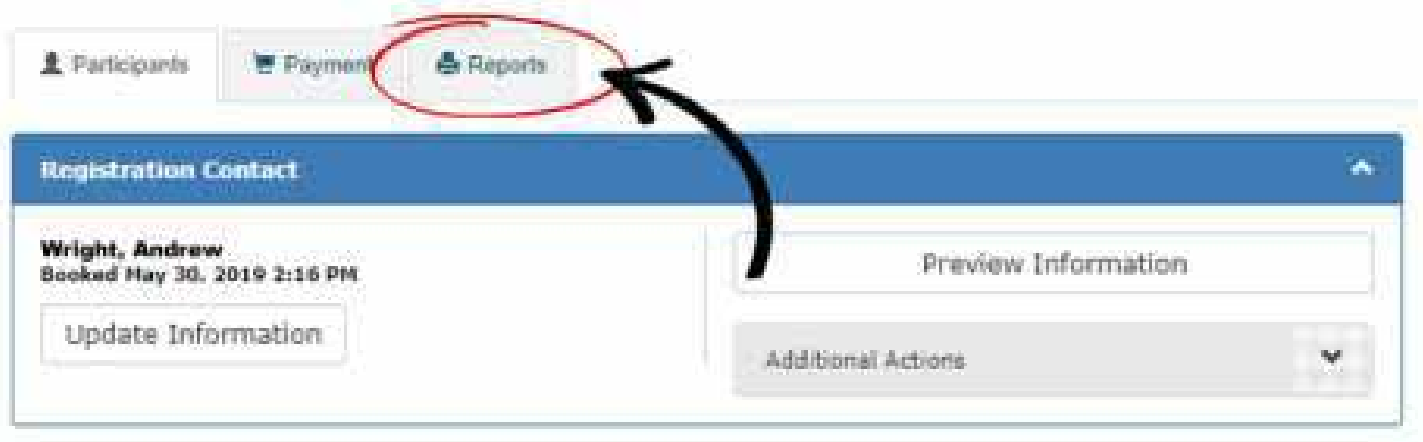 Participants Payment Reports
Registration Contact
Wright, Andrew
Booked May 30, 2019 2:16 PM
Update Information
Preview Information
Additional Actions